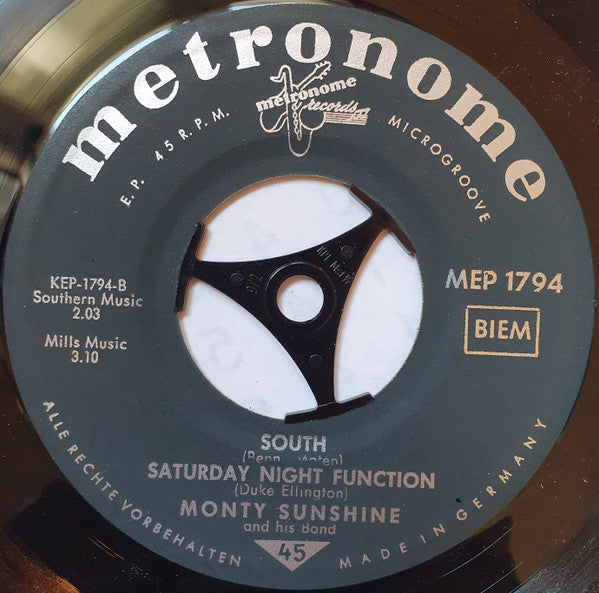 metronome
metronome
records
E.P. 45 R.P.M.
MICROGROOVE
KEP-1794-B
Southern Music
2.03
Mills Music
3.10
MEP 1794
BIEM
SOUTH
SATURDAY NIGHT FUNCTION
(Duke Ellington)
MONTY SUNSHINE
and his Band
45
ALLE RECHTE VORBEHALTEN
MADE IN GERMANY